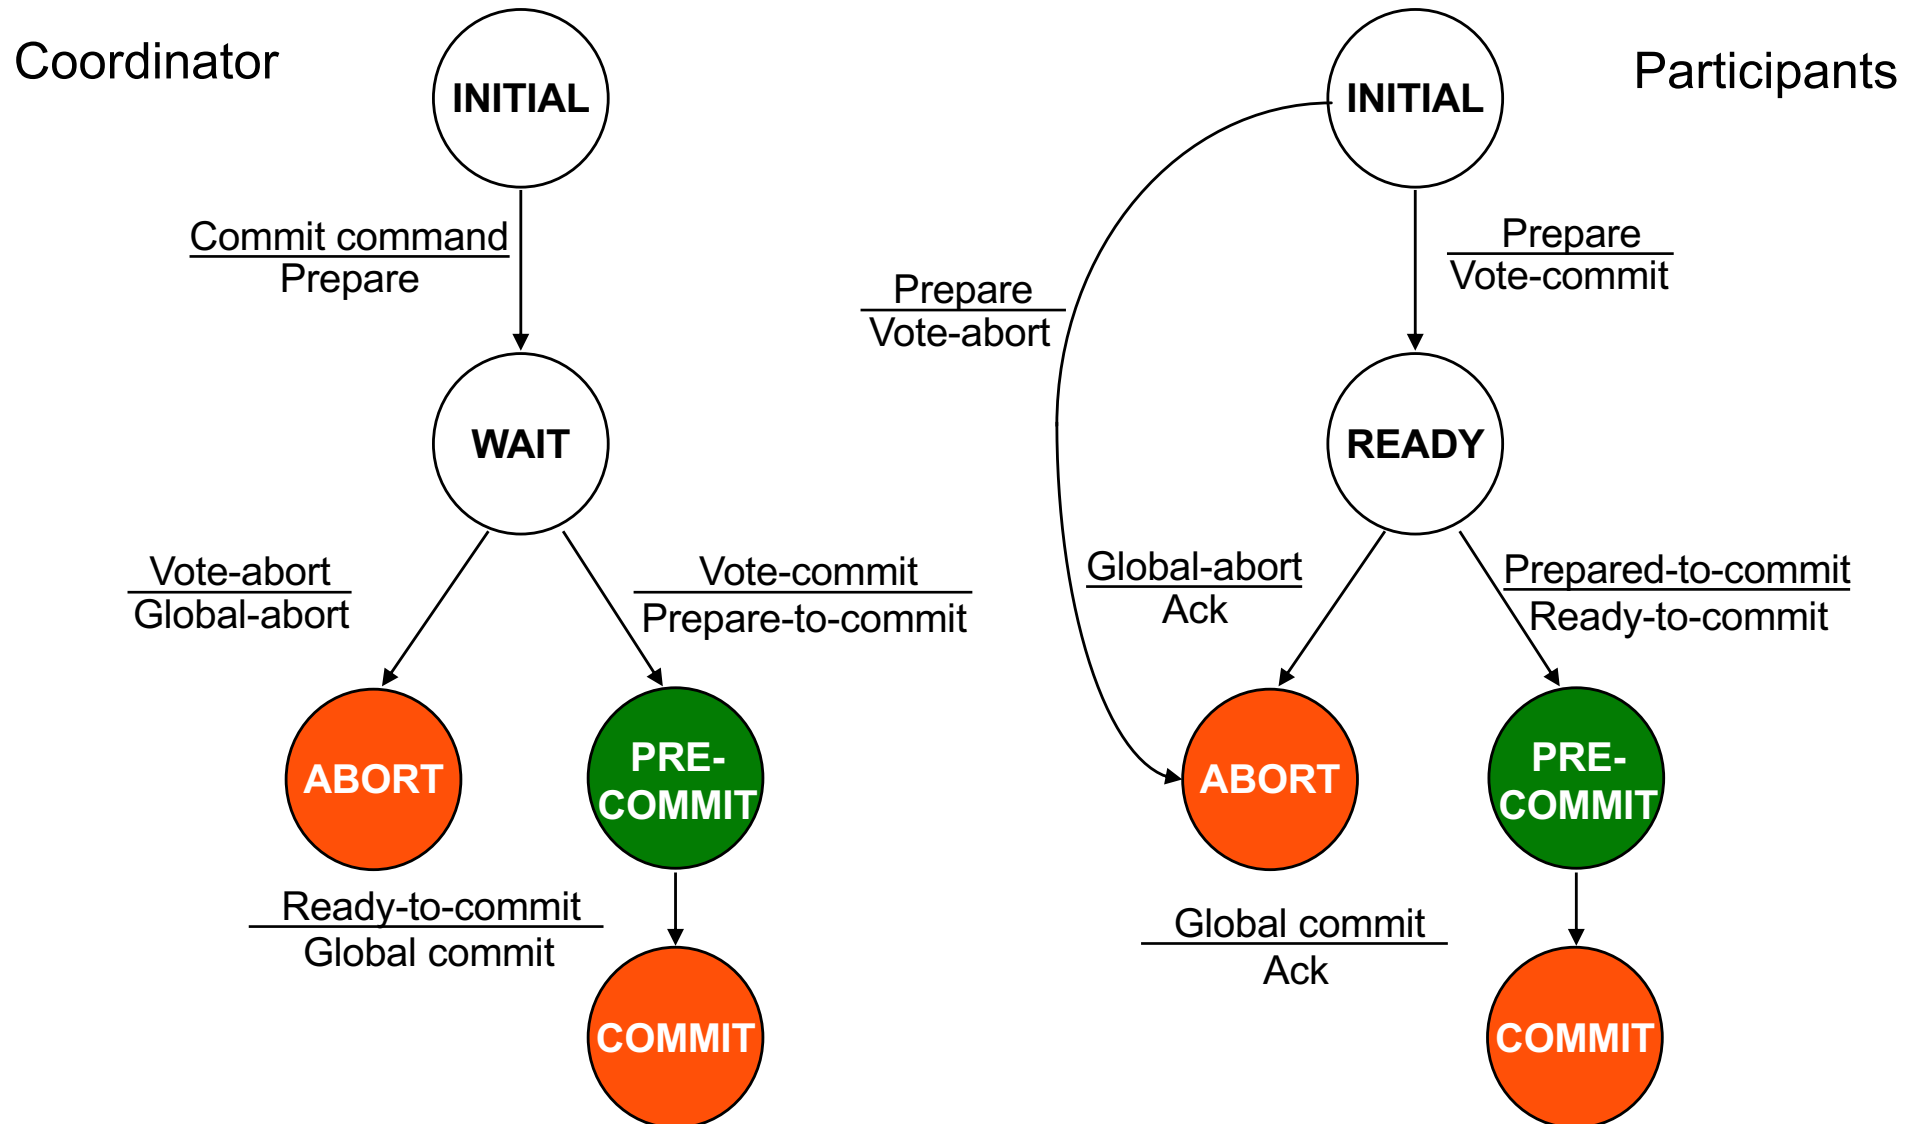 Coordinator
INITIAL
Commit command
Prepare
WAIT
Vote-abort
Global-abort
Vote-commit
Prepare-to-commit
ABORT
PRE-
COMMIT
Ready-to-commit
Global commit
COMMIT
Participants
INITIAL
Prepare
Vote-commit
Prepare
Vote-abort
READY
Global-abort
Ack
Prepared-to-commit
Ready-to-commit
ABORT
PRE-
COMMIT
Global commit
Ack
COMMIT